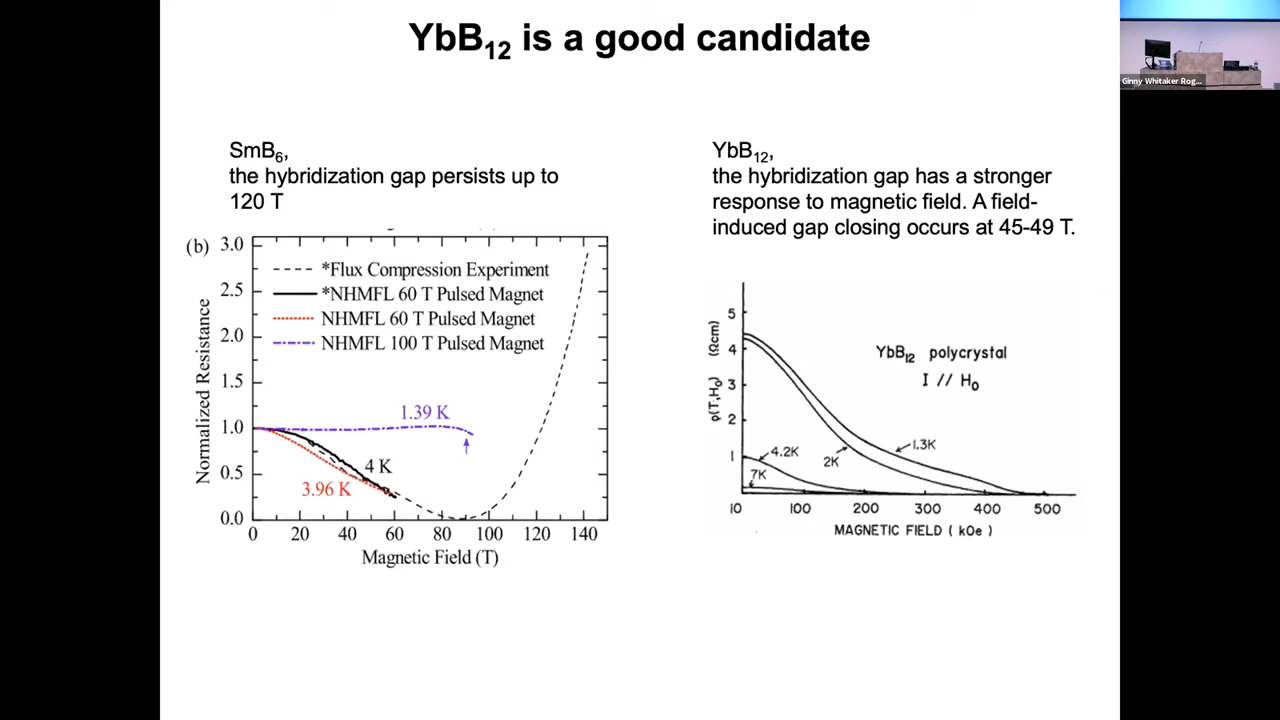 YbB12 is a good candidate
Ginny Whitaker Rog...
SmB6,
the hybridization gap persists up to
120 T
(b)
Normalized Resistance
3.0
2.5
2.0
1.5
1.0
0.5
0.0
*Flux Compression Experiment
*NHMFL 60 T Pulsed Magnet
NHMFL 60 T Pulsed Magnet
NHMFL 100 T Pulsed Magnet
1.39 K
4 K
3.96 K
0 20 40 60 80 100 120 140
Magnetic Field (T)
YbB12,
the hybridization gap has a stronger
response to magnetic field. A field-
induced gap closing occurs at 45-49 T.
ρ(T,H0) (Ωcm)
5
4
3
2
1
YbB12 polycrystal
I // H0
1.3K
2K
4.2K
7K
10 100 200 300 400 500
MAGNETIC FIELD ( kOe )